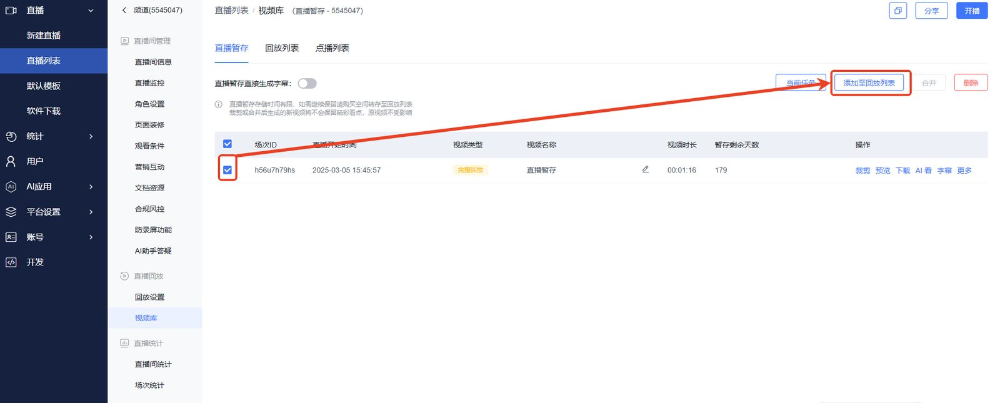 直播
新建直播
直播列表
默认模板
软件下载
统计
用户
AI应用
平台设置
账号
开发
频道(5545047)
直播间管理
直播间信息
直播监控
角色设置
页面装修
观看条件
营销互动
文档资源
合规风控
防录屏功能
AI助手答疑
直播回放
回放设置
视频库
直播统计
直播间统计
场次统计
直播列表 / 视频库 (直播暂存 - 5545047)
分享 开播
直播暂存 回放列表 点播列表
直播暂存直接生成字幕:
当前任务 添加至回放列表 合并 删除
直播暂存存储时间有限，如需继续保留请购买空间转存至回放列表
裁剪或合并后生成的新视频将不会保留精彩看点，原视频不受影响
场次ID 直播开始时间 视频类型 视频名称 视频时长 暂存剩余天数 操作
h56u7h79hs 2025-03-05 15:45:57 完整回放 直播暂存 00:01:16 179 裁剪 预览 下载 AI 看 字幕 更多